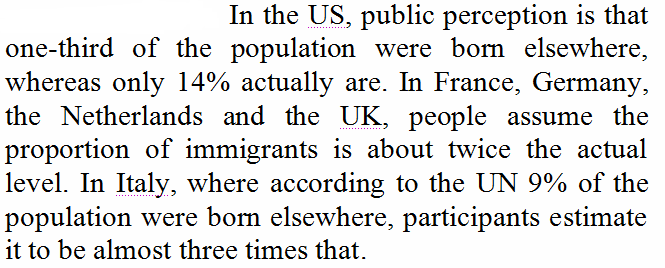 In the US, public perception is that
one-third of the population were born elsewhere,
whereas only 14% actually are. In France, Germany,
the Netherlands and the UK, people assume the
proportion of immigrants is about twice the actual
level. In Italy, where according to the UN 9% of the
population were born elsewhere, participants estimate
it to be almost three times that.